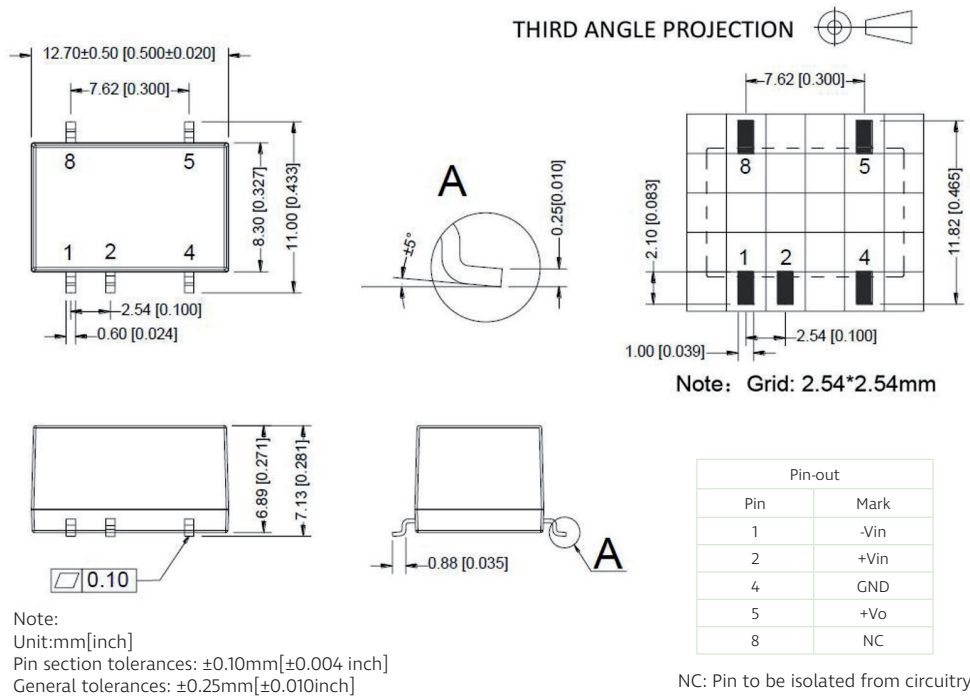 THIRD ANGLE PROJECTION
12.70±0.50 [0.500±0.020]
7.62 [0.300]
8 5
1 2 4
8.30 [0.327]
11.00 [0.433]
2.54 [0.100]
0.60 [0.024]
A
±5°
0.25[0.010]
7.62 [0.300]
8 5
1 2 4
2.10 [0.083]
11.82 [0.465]
2.54 [0.100]
1.00 [0.039]
Note: Grid: 2.54*2.54mm
6.89 [0.271]
7.13 [0.281]
0.10
0.88 [0.035]
A
Pin-out
Pin Mark
1 -Vin
2 +Vin
4 GND
5 +Vo
8 NC
NC: Pin to be isolated from circuitry
Note:
Unit:mm[inch]
Pin section tolerances: ±0.10mm[±0.004 inch]
General tolerances: ±0.25mm[±0.010inch]